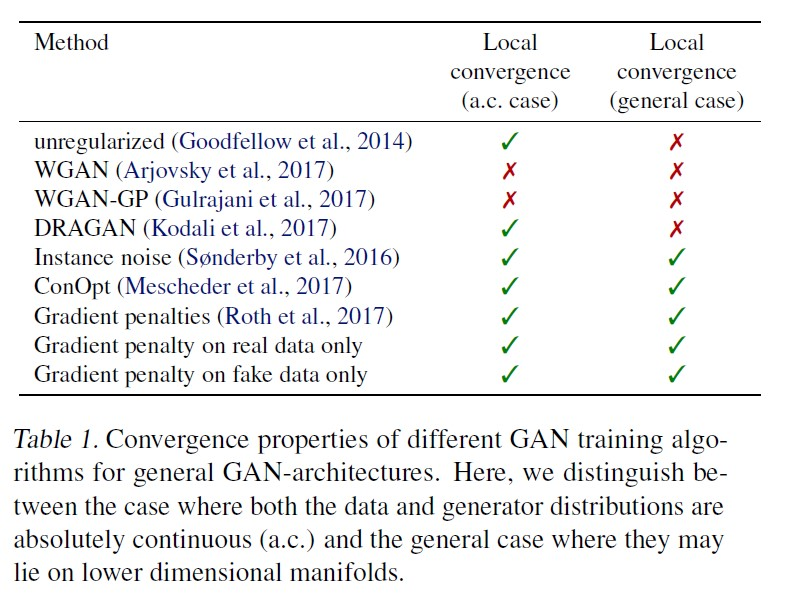 Method Local Local
convergence convergence
(a.c. case) (general case)
unregularized (Goodfellow et al., 2014) ✓ ✗
WGAN (Arjovsky et al., 2017) ✗ ✗
WGAN-GP (Gulrajani et al., 2017) ✗ ✗
DRAGAN (Kodali et al., 2017) ✓ ✗
Instance noise (Sønderby et al., 2016) ✓ ✓
ConOpt (Mescheder et al., 2017) ✓ ✓
Gradient penalties (Roth et al., 2017) ✓ ✓
Gradient penalty on real data only ✓ ✓
Gradient penalty on fake data only ✓ ✓
Table 1. Convergence properties of different GAN training algo-
rithms for general GAN-architectures. Here, we distinguish be-
tween the case where both the data and generator distributions are
absolutely continuous (a.c.) and the general case where they may
lie on lower dimensional manifolds.